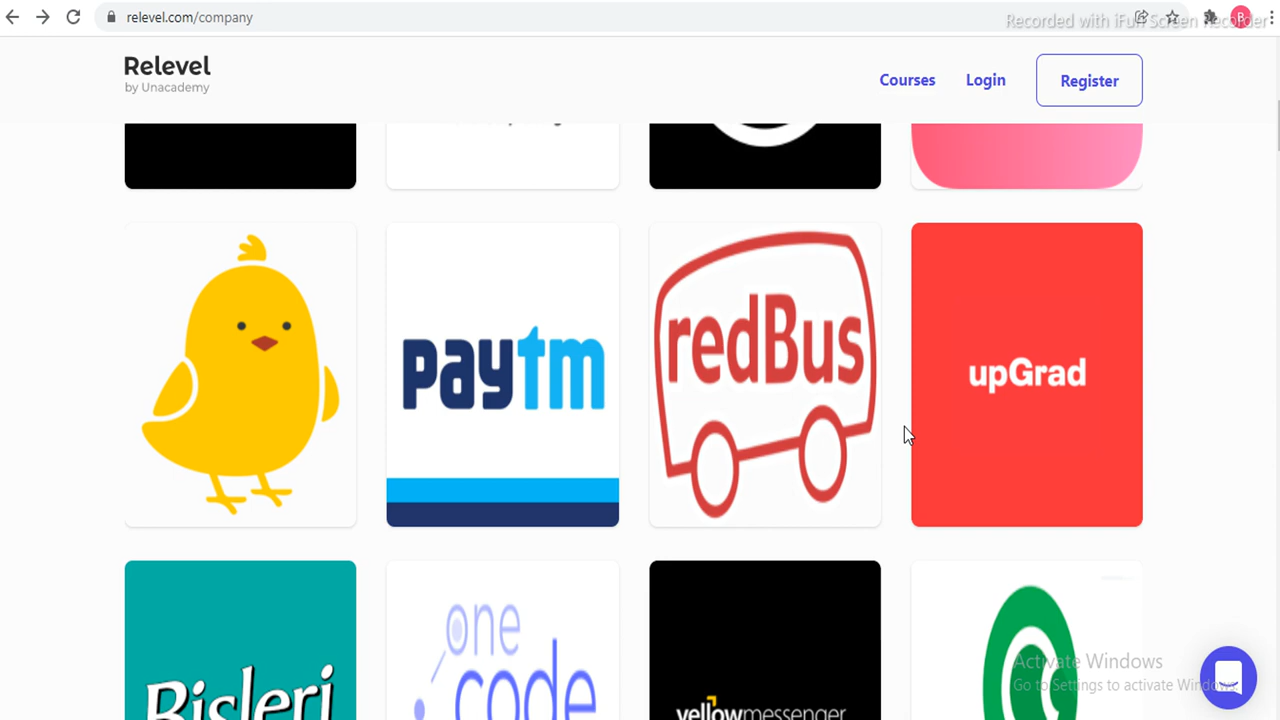 relevel.com/company
Recorded with iFun Screen Recorder
B
Relevel
by Unacademy
Courses
Login
Register
paytm
redBus
upGrad
Bisleri
one
code
yellowmessenger
Activate Windows
Go to Settings to activate Windows.